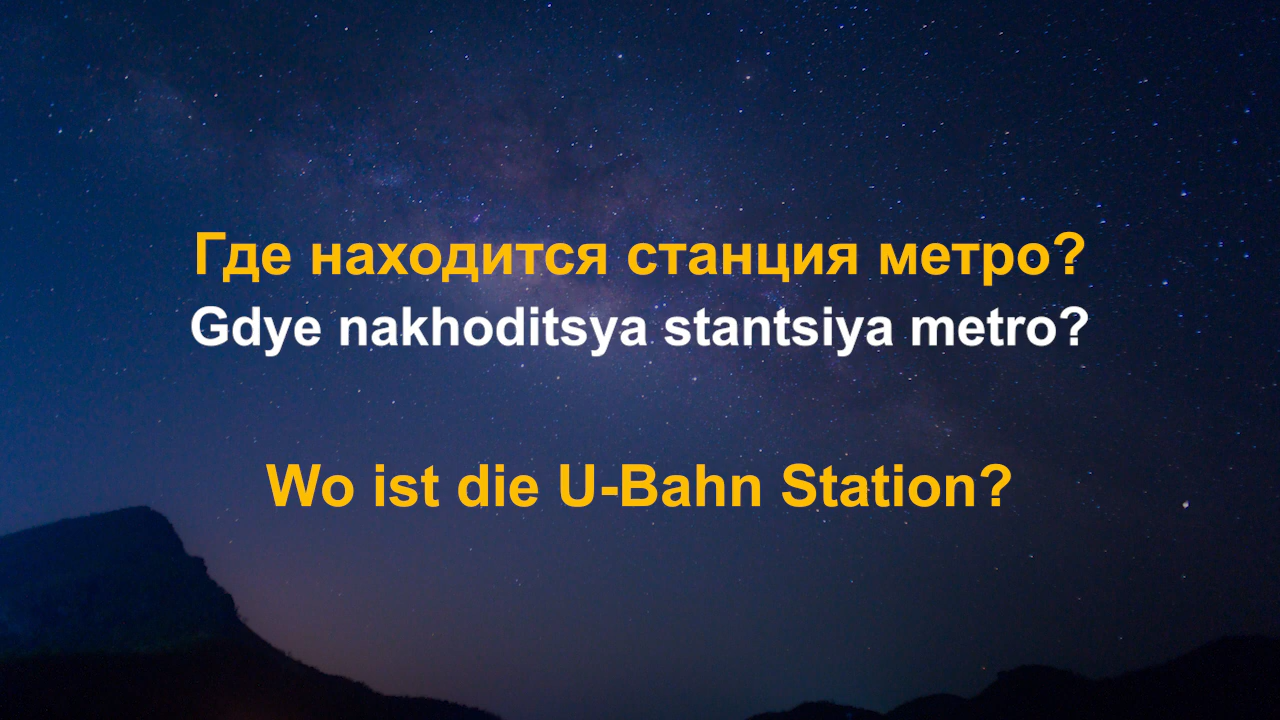 Где находится станция метро?
Gdye nakhoditsya stantsiya metro?
Wo ist die U-Bahn Station?